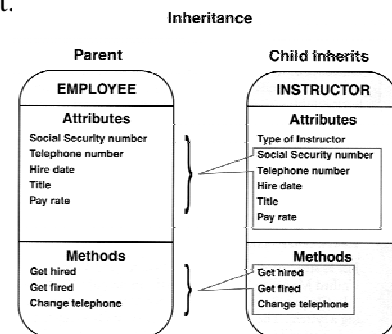 t.
Inheritance
Parent
EMPLOYEE
Attributes
Social Security number
Telephone number
Hire date
Title
Pay rate
Methods
Get hired
Get fired
Change telephone
Child Inherits
INSTRUCTOR
Attributes
Type of Instructor
Social Security number
Telephone number
Hire date
Title
Pay rate
Methods
Get hired
Get fired
Change telephone